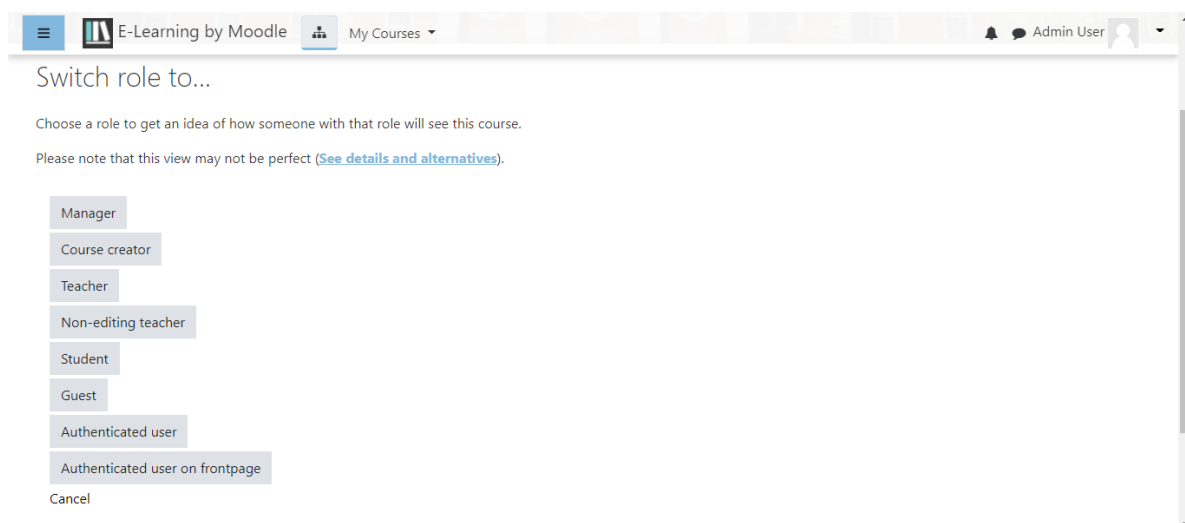 E-Learning by Moodle My Courses Admin User
Switch role to...
Choose a role to get an idea of how someone with that role will see this course.
Please note that this view may not be perfect (See details and alternatives).
Manager
Course creator
Teacher
Non-editing teacher
Student
Guest
Authenticated user
Authenticated user on frontpage
Cancel